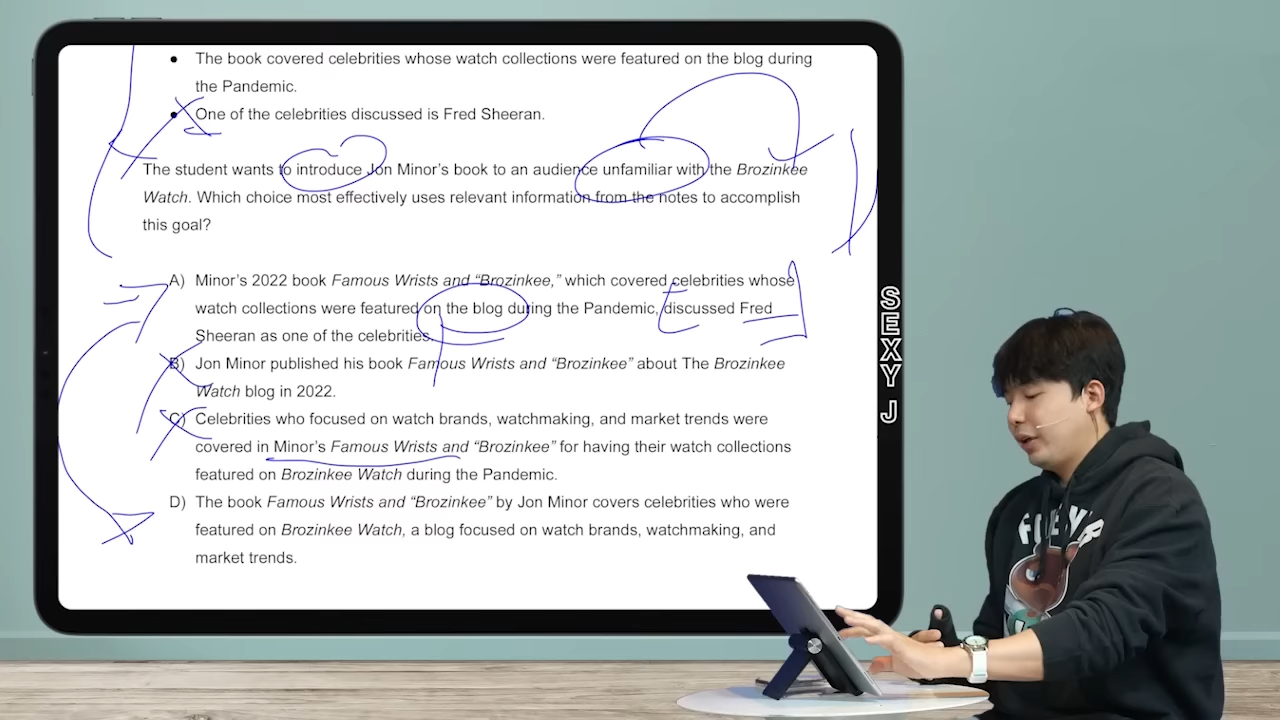 The book covered celebrities whose watch collections were featured on the blog during
the Pandemic.
One of the celebrities discussed is Fred Sheeran.
The student wants to introduce Jon Minor's book to an audience unfamiliar with the Brozinkee
Watch. Which choice most effectively uses relevant information from the notes to accomplish
this goal?
A) Minor's 2022 book Famous Wrists and "Brozinkee," which covered celebrities whose
watch collections were featured on the blog during the Pandemic, discussed Fred
Sheeran as one of the celebrities.
B) Jon Minor published his book Famous Wrists and "Brozinkee" about The Brozinkee
Watch blog in 2022.
C) Celebrities who focused on watch brands, watchmaking, and market trends were
covered in Minor's Famous Wrists and "Brozinkee" for having their watch collections
featured on Brozinkee Watch during the Pandemic.
D) The book Famous Wrists and "Brozinkee" by Jon Minor covers celebrities who were
featured on Brozinkee Watch, a blog focused on watch brands, watchmaking, and
market trends.
SEXY J